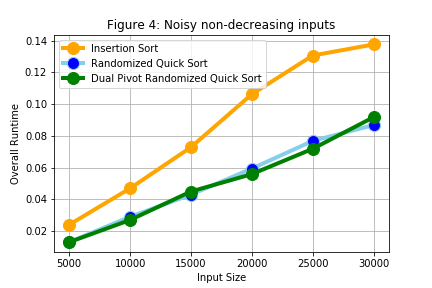 Figure 4: Noisy non-decreasing inputs
Insertion Sort
Randomized Quick Sort
Dual Pivot Randomized Quick Sort
Overall Runtime
0.14
0.12
0.10
0.08
0.06
0.04
0.02
5000 10000 15000 20000 25000 30000
Input Size